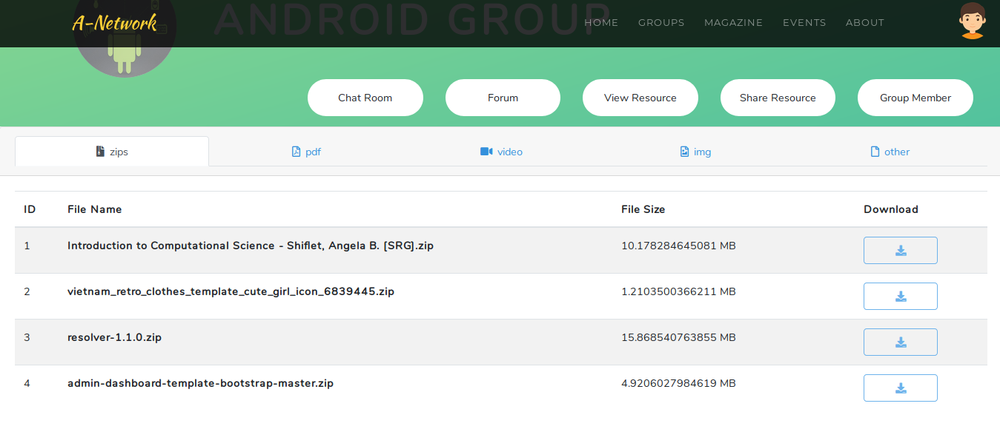 A-Network
ANDROID GROUP
HOME GROUPS MAGAZINE EVENTS ABOUT
Chat Room Forum View Resource Share Resource Group Member
zips pdf video img other
ID File Name File Size Download
1 Introduction to Computational Science - Shiflet, Angela B. [SRG].zip 10.178284645081 MB
2 vietnam_retro_clothes_template_cute_girl_icon_6839445.zip 1.2103500366211 MB
3 resolver-1.1.0.zip 15.868540763855 MB
4 admin-dashboard-template-bootstrap-master.zip 4.9206027984619 MB